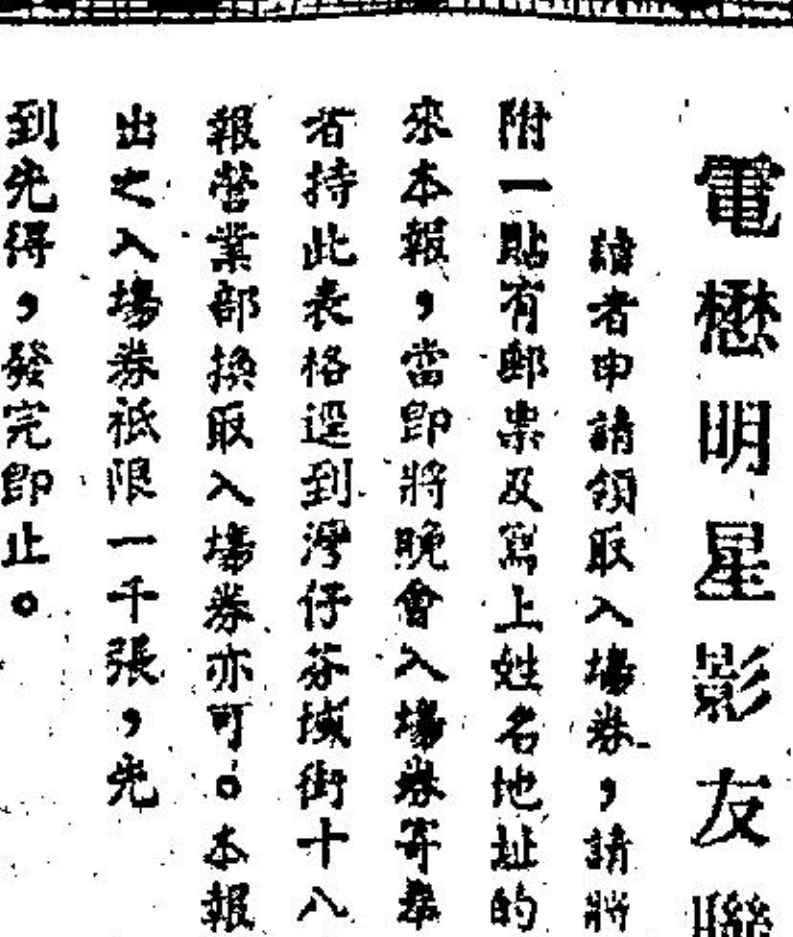 電懋明星影友聯
讀者申請領取入場券，請將
附一貼有郵票及寫上姓名地址的
來本報，當即將晚會入場券寄奉
者持此表格逕到灣仔芬域街十八
報營業部換取入場券亦可。本報
出之入場券祗限一千張，先
到先得，發完即止。